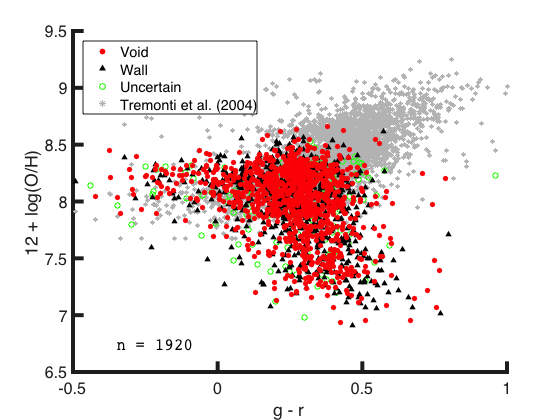 9.5
9
8.5
8
7.5
7
6.5
12 + log(O/H)
Void
Wall
Uncertain
Tremonti et al. (2004)
n = 1920
-0.5
0
0.5
1
g - r